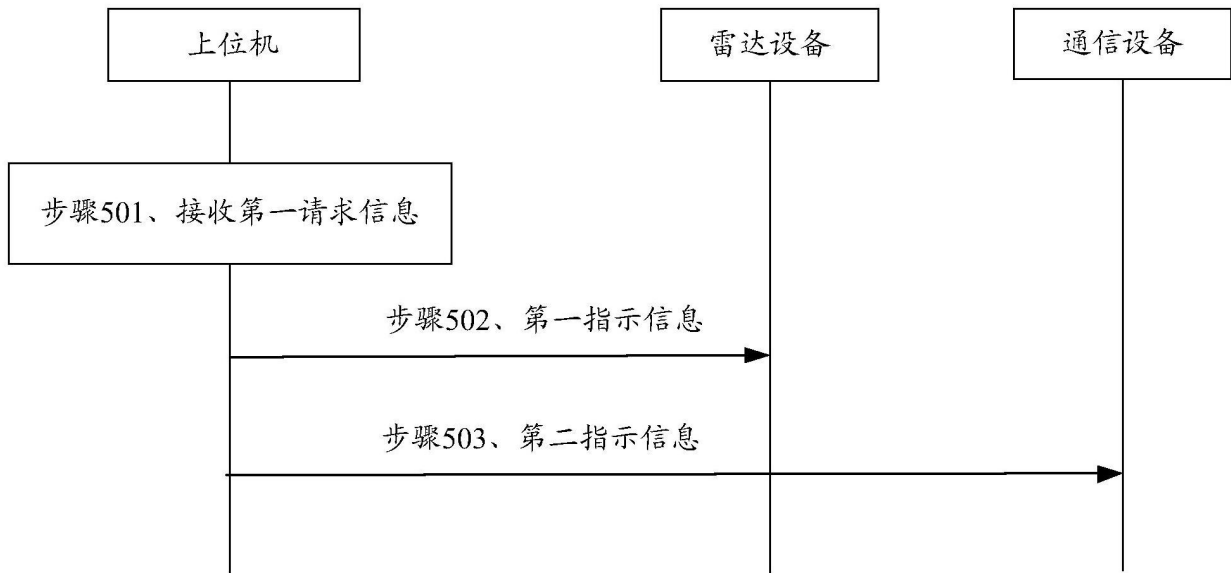 上位机
雷达设备
通信设备
步骤501、接收第一请求信息
步骤502、第一指示信息
步骤503、第二指示信息